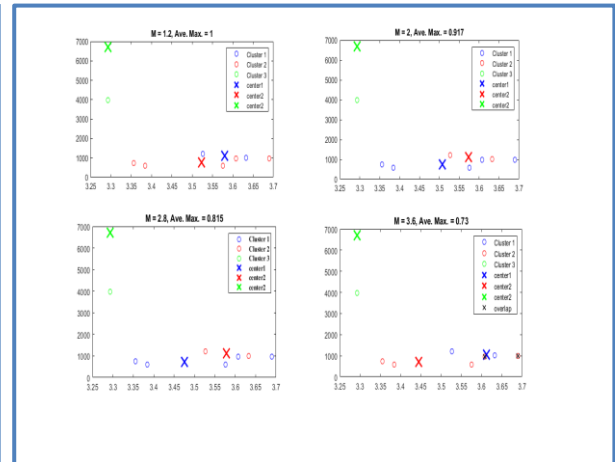 M = 1.2, Ave. Max. = 1
7000
6000
5000
4000
3000
2000
1000
0
3.25 3.3 3.35 3.4 3.45 3.5 3.55 3.6 3.65 3.7
Cluster 1
Cluster 2
Cluster 3
center1
center2
center2
M = 2, Ave. Max. = 0.917
7000
6000
5000
4000
3000
2000
1000
0
3.25 3.3 3.35 3.4 3.45 3.5 3.55 3.6 3.65 3.7
Cluster 1
Cluster 2
Cluster 3
center1
center2
center2
M = 2.8, Ave. Max. = 0.815
7000
6000
5000
4000
3000
2000
1000
0
3.25 3.3 3.35 3.4 3.45 3.5 3.55 3.6 3.65 3.7
Cluster 1
Cluster 2
Cluster 3
center1
center2
center2
M = 3.6, Ave. Max. = 0.73
7000
6000
5000
4000
3000
2000
1000
0
3.25 3.3 3.35 3.4 3.45 3.5 3.55 3.6 3.65 3.7
Cluster 1
Cluster 2
Cluster 3
center1
center2
center2
overlap